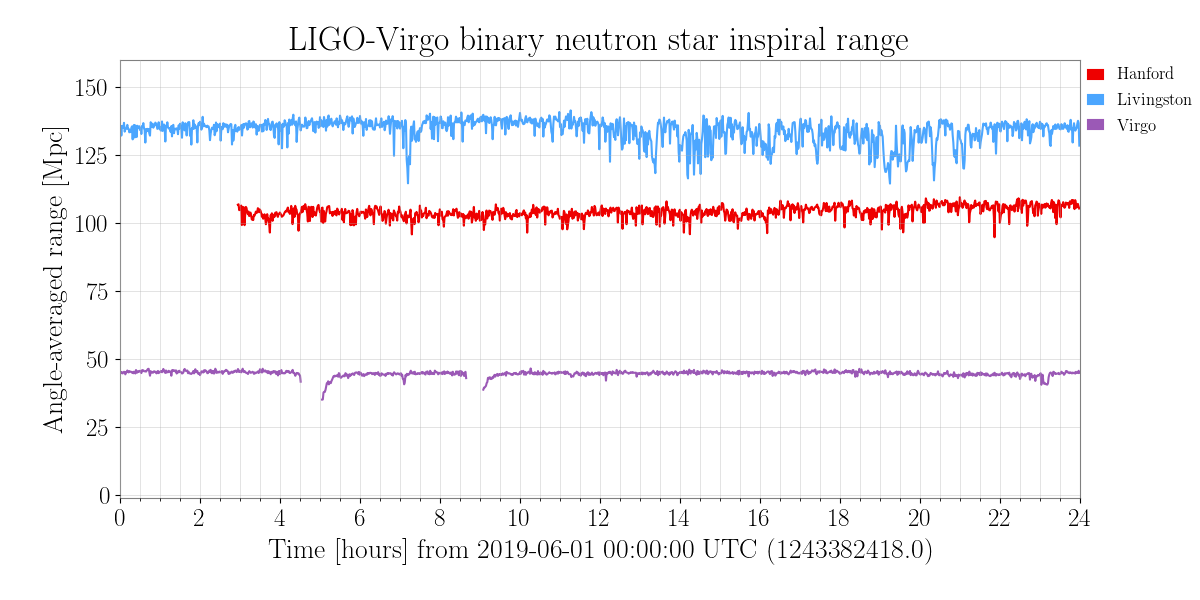 LIGO-Virgo binary neutron star inspiral range
Hanford
Livingston
Virgo
Angle-averaged range [Mpc]
150
125
100
75
50
25
0
0 2 4 6 8 10 12 14 16 18 20 22 24
Time [hours] from 2019-06-01 00:00:00 UTC (1243382418.0)